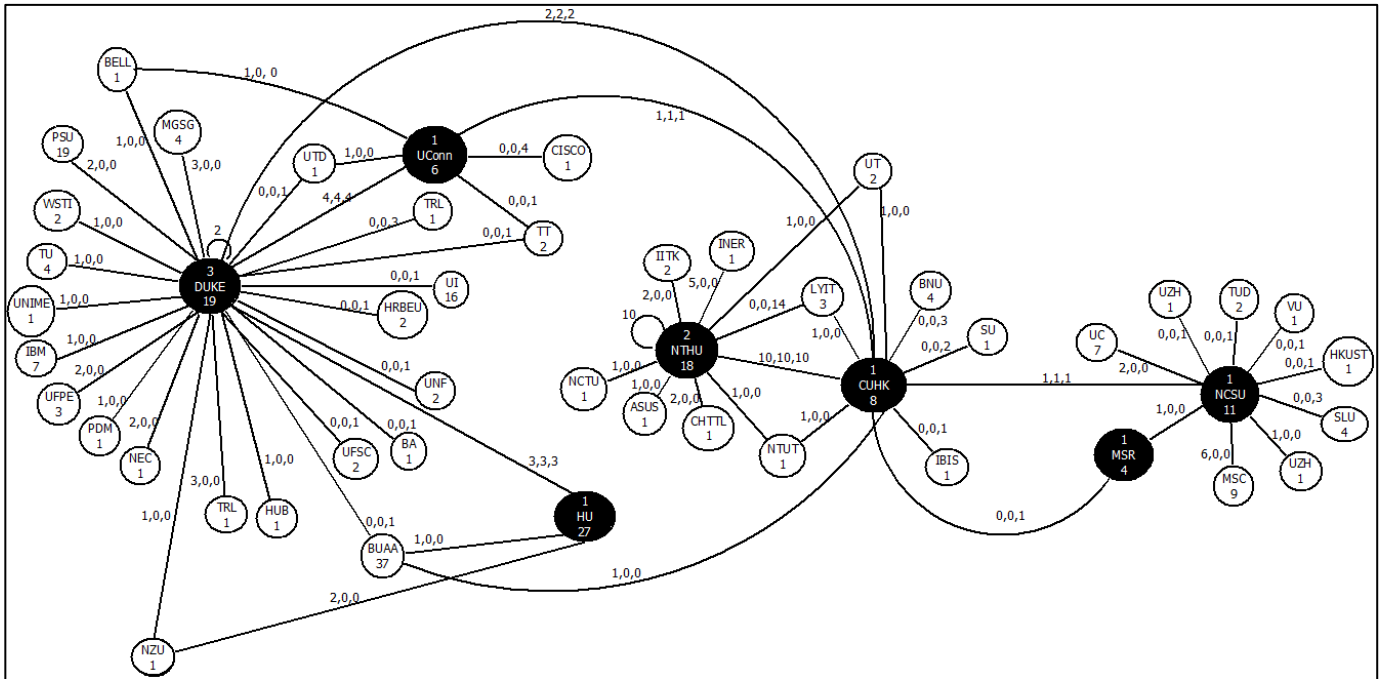 2,2,2
BELL
1
1,0, 0
1,0,0
PSU
19
2,0,0
MGSG
4
3,0,0
UTD
1
1,0,0
0,0,1
1
UConn
6
0,0,4
CISCO
1
1,1,1
4,4,4
0,0,1
WSTI
2
1,0,0
TRL
1
0,0,3
TT
2
0,0,1
2
3
DUKE
19
TU
4
1,0,0
0,0,1
UI
16
UNIME
1
1,0,0
0,0,1
HRBEU
2
IBM
7
1,0,0
0,0,1
UNF
2
UFPE
3
2,0,0
PDM
1
1,0,0
NEC
1
2,0,0
TRL
1
3,0,0
HUB
1
1,0,0
UFSC
2
0,0,1
BA
1
0,0,1
3,3,3
1
HU
27
BUAA
37
0,0,1
1,0,0
1,0,0
NZU
1
1,0,0
2,0,0
UT
2
1,0,0
1,0,0
IITK
2
2,0,0
INER
1
5,0,0
LYIT
3
0,0,14
1,0,0
BNU
4
0,0,3
SU
1
0,0,2
10
2
NTHU
18
10,10,10
1
CUHK
8
NCTU
1
1,0,0
ASUS
1
1,0,0
CHTTL
1
2,0,0
NTUT
1
1,0,0
1,0,0
IBIS
1
0,0,1
1,1,1
1
MSR
4
0,0,1
1,0,0
1
NCSU
11
UC
7
2,0,0
UZH
1
0,0,1
TUD
2
0,0,1
VU
1
0,0,1
HKUST
1
0,0,1
SLU
4
0,0,3
UZH
1
1,0,0
MSC
9
6,0,0